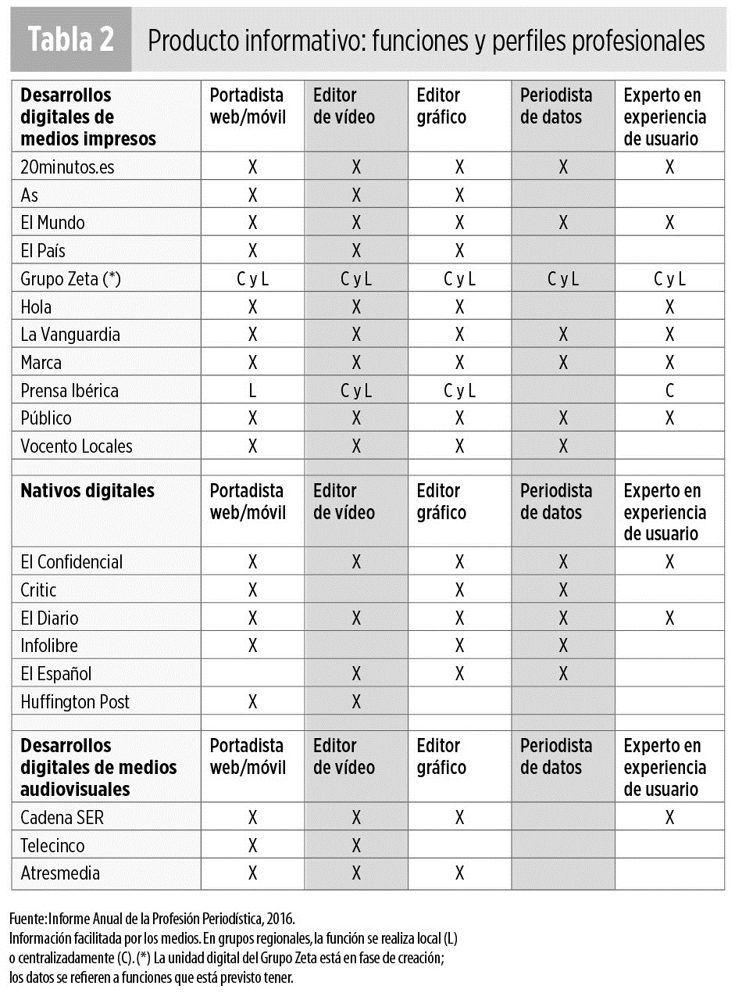 Tabla 2 Producto informativo: funciones y perfiles profesionales
Desarrollos digitales de medios impresos Portadista web/móvil Editor de vídeo Editor gráfico Periodista de datos Experto en experiencia de usuario
20minutos.es X X X X X
As X X X
El Mundo X X X X X
El País X X X
Grupo Zeta (*) C y L C y L C y L C y L C y L
Hola X X X X
La Vanguardia X X X X X
Marca X X X X X
Prensa Ibérica L C y L C y L C
Público X X X X X
Vocento Locales X X X X
Nativos digitales Portadista web/móvil Editor de vídeo Editor gráfico Periodista de datos Experto en experiencia de usuario
El Confidencial X X X X X
Critic X X X
El Diario X X X X X
Infolibre X X X
El Español X X X
Huffington Post X X
Desarrollos digitales de medios audiovisuales Portadista web/móvil Editor de vídeo Editor gráfico Periodista de datos Experto en experiencia de usuario
Cadena SER X X X X
Telecinco X X
Atresmedia X X X
Fuente: Informe Anual de la Profesión Periodística, 2016.
Información facilitada por los medios. En grupos regionales, la función se realiza local (L)
o centralizadamente (C). (*) La unidad digital del Grupo Zeta está en fase de creación;
los datos se refieren a funciones que está previsto tener.